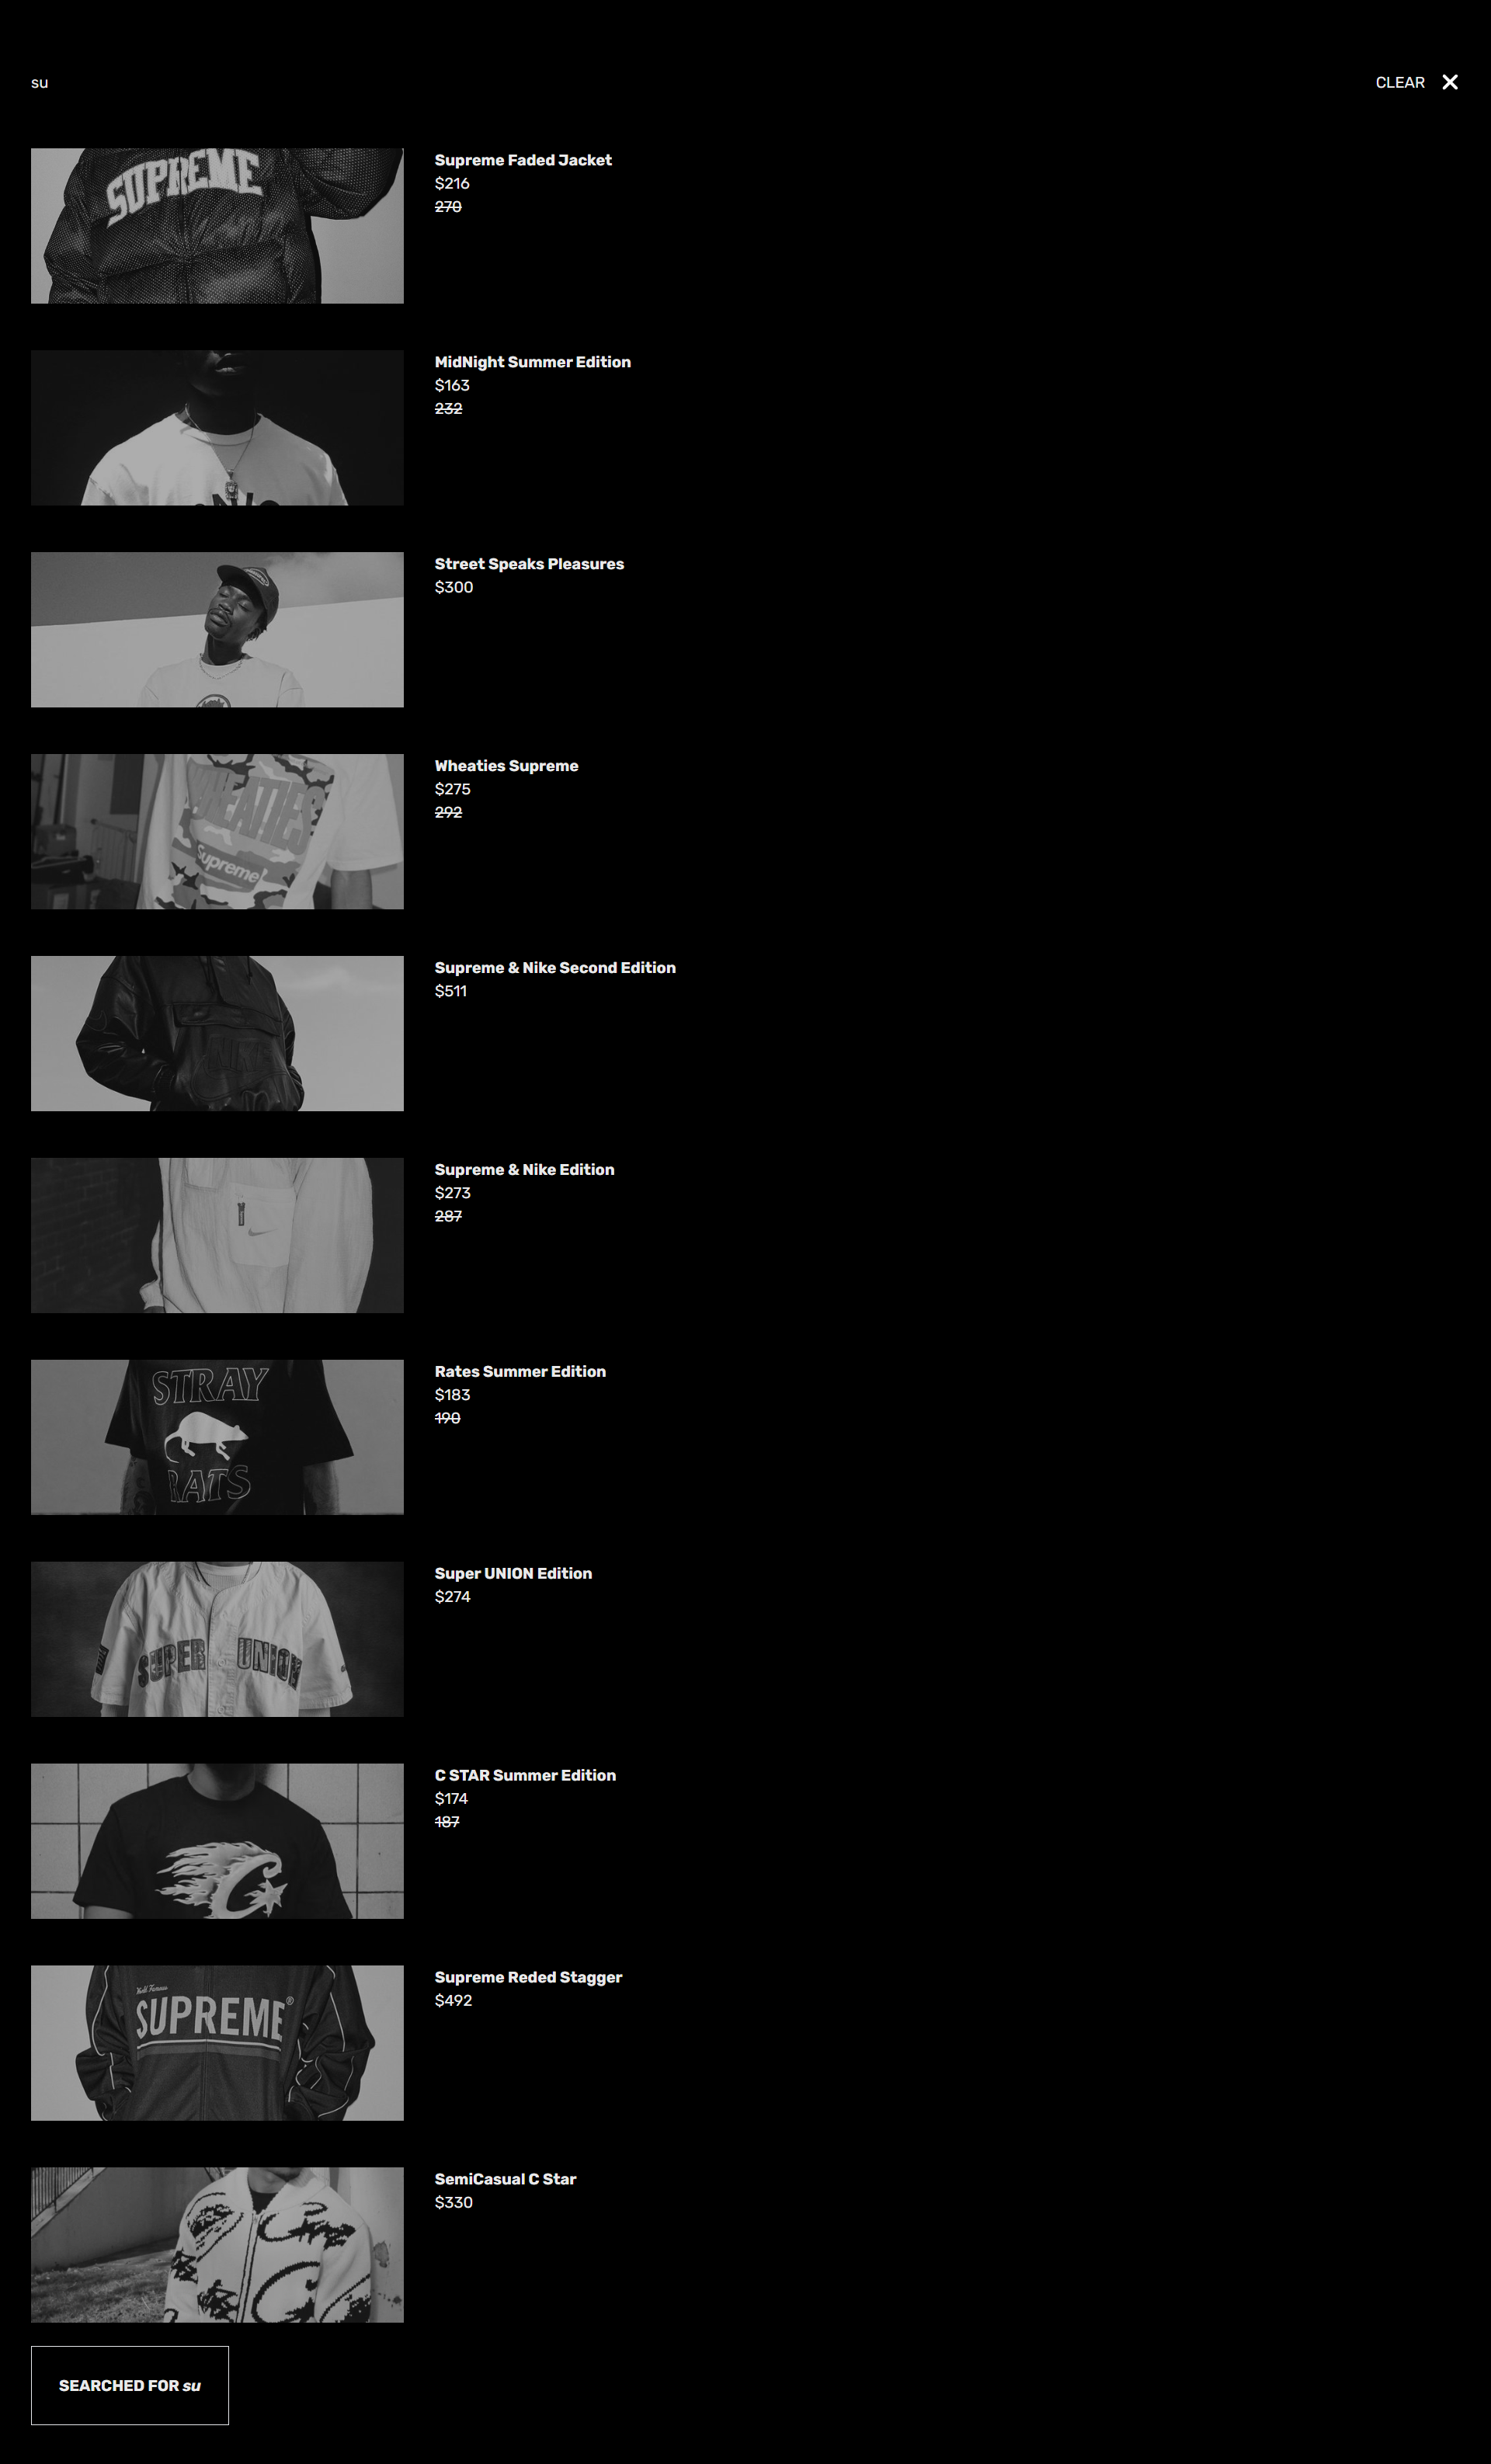 su
CLEAR
SUPREME
Supreme Faded Jacket
$216
270
MidNight Summer Edition
$163
232
Street Speaks Pleasures
$300
WHEATIES
Supreme
Wheaties Supreme
$275
292
NIKE
Supreme & Nike Second Edition
$511
Supreme & Nike Edition
$273
287
STRAY
RATS
Rates Summer Edition
$183
190
SUPER UNION
Super UNION Edition
$274
C
C STAR Summer Edition
$174
187
World Famous
SUPREME®
Supreme Reded Stagger
$492
SemiCasual C Star
$330
SEARCHED FOR su